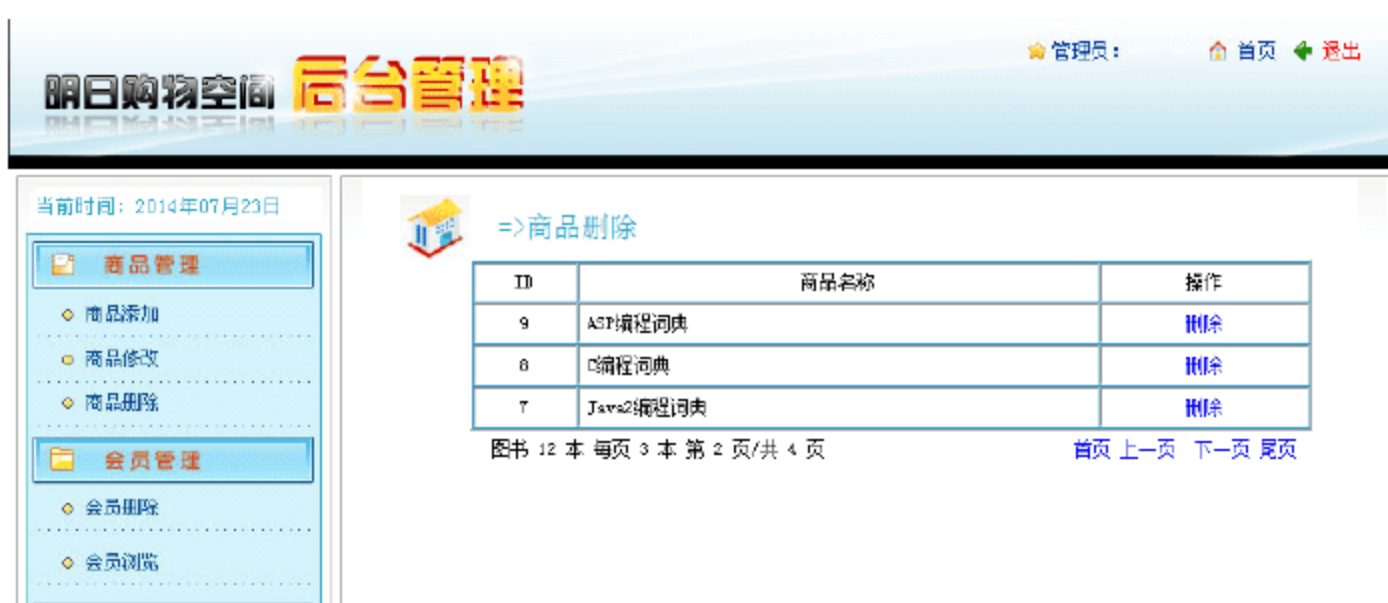 明日购物空间 后台管理
管理员： 首页 退出
当前时间：2014年07月23日
商品管理
商品添加
商品修改
商品删除
会员管理
会员删除
会员浏览
=>商品删除
ID 商品名称 操作
9 ASP编程词典 删除
8 C编程词典 删除
7 Java2编程词典 删除
图书 12 本 每页 3 本 第 2 页/共 4 页 首页 上一页 下一页 尾页